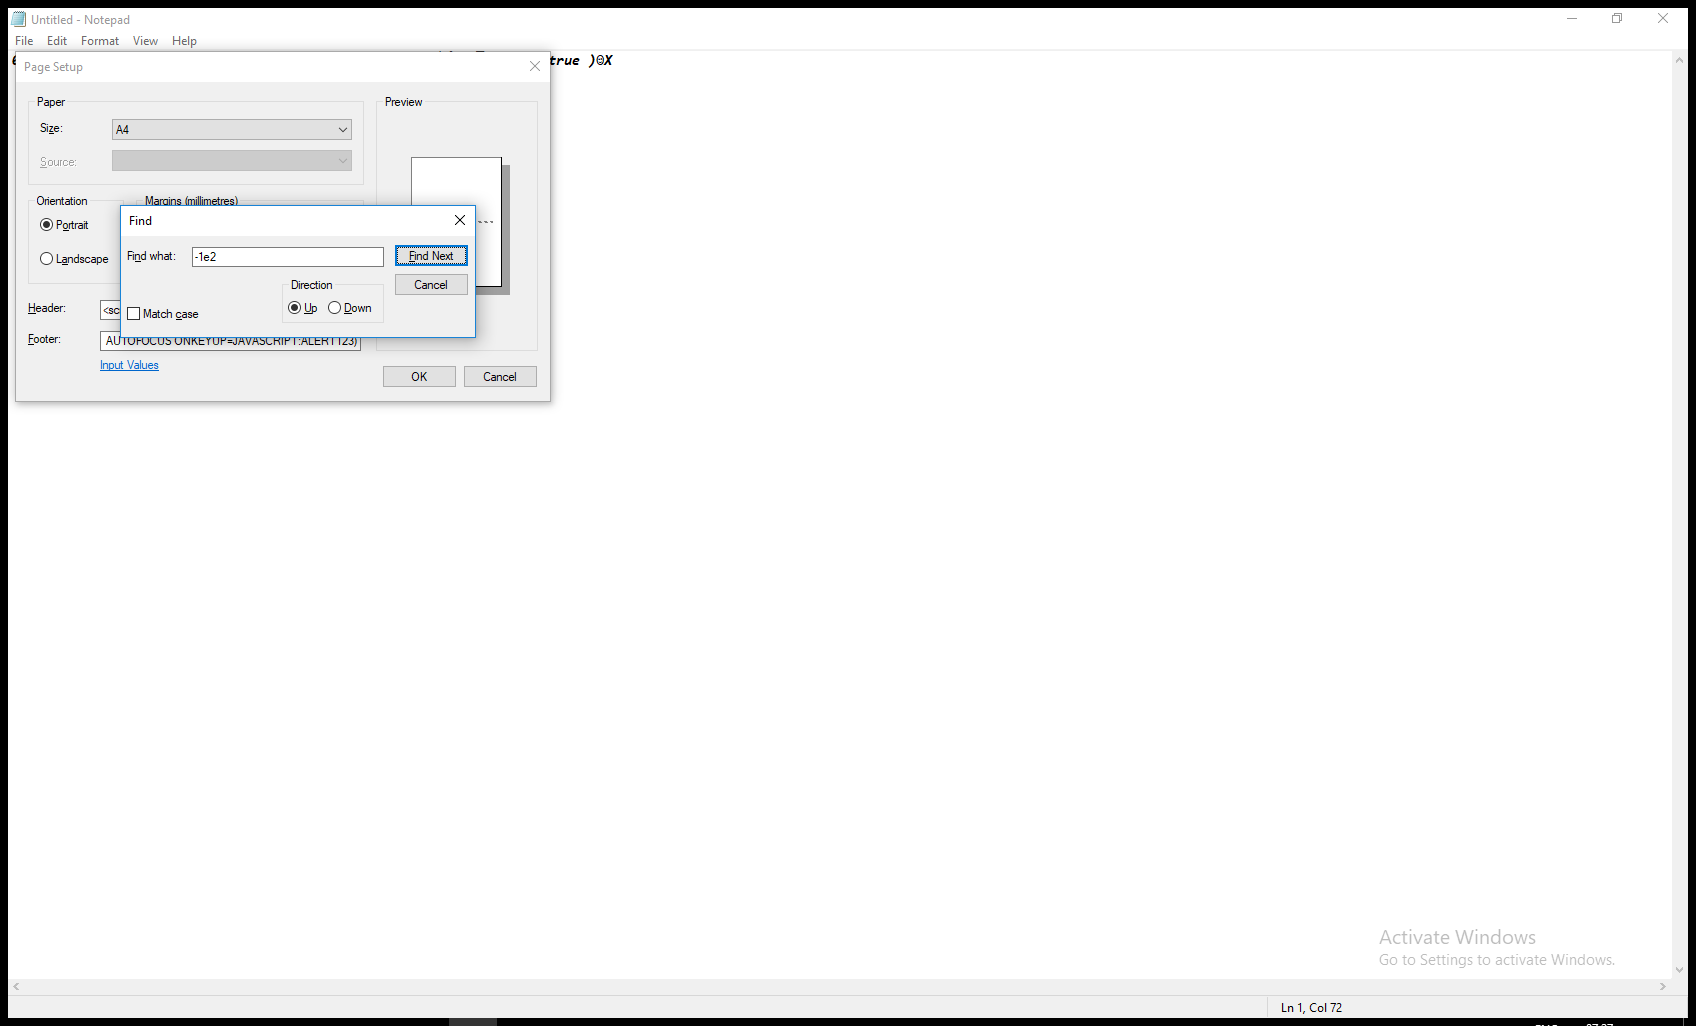 Untitled - Notepad
File Edit Format View Help
true )@X
Page Setup
Paper
Size: A4
Source:
Preview
Orientation
Portrait
Landscape
Margins (millimetres)
Find
Find what: -1e2
Find Next
Cancel
Direction
Up Down
Match case
Header: <sc
Footer: AUTOFOCUS ONKEYUP=JAVASCRIPT:ALERT123)
Input Values
OK Cancel
Activate Windows
Go to Settings to activate Windows.
Ln 1, Col 72